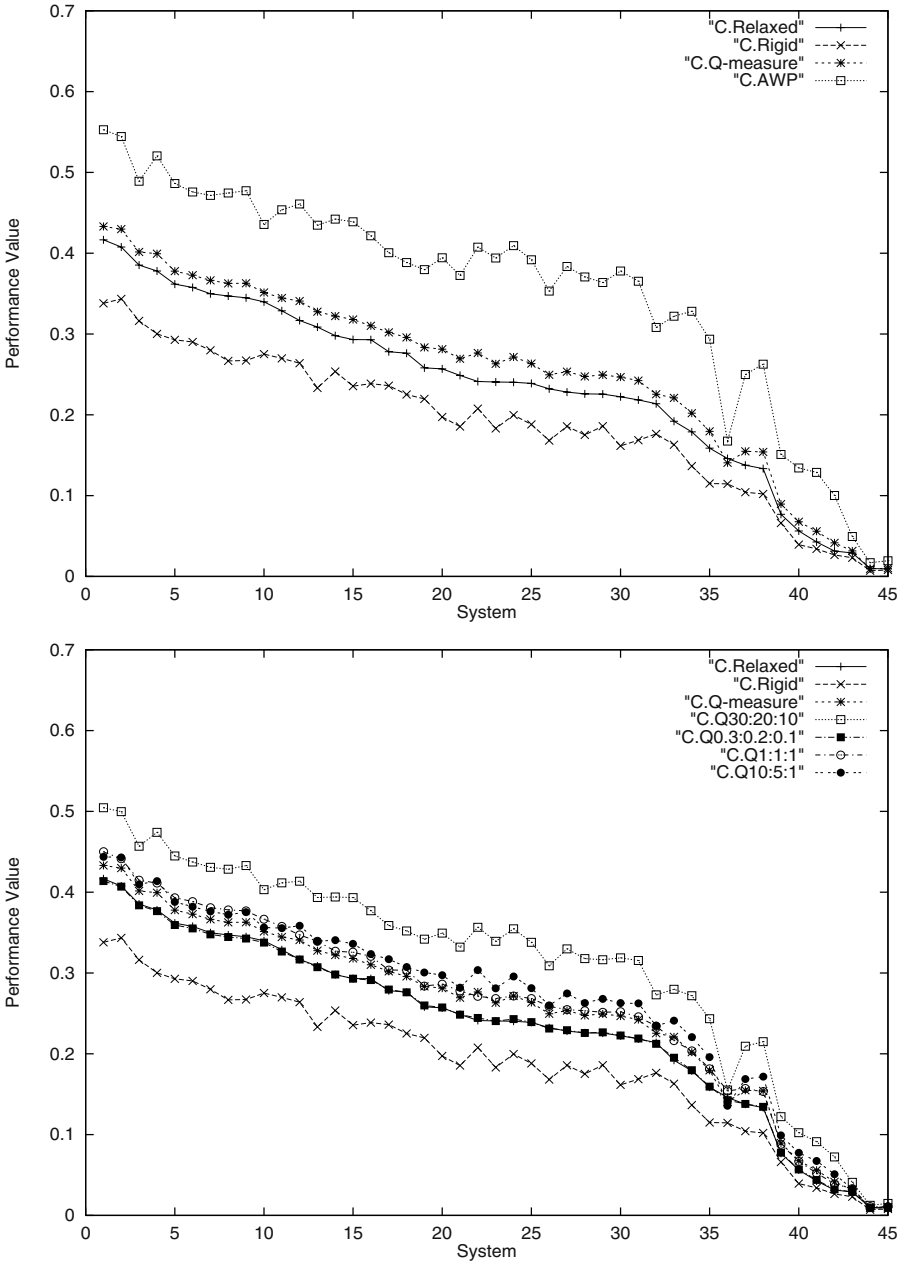 0.7
0.6
0.5
0.4
0.3
0.2
0.1
0
Performance Value
"C.Relaxed"
"C.Rigid"
"C.Q-measure"
"C.AWP"
0 5 10 15 20 25 30 35 40 45
System
0.7
0.6
0.5
0.4
0.3
0.2
0.1
0
Performance Value
"C.Relaxed"
"C.Rigid"
"C.Q-measure"
"C.Q30:20:10"
"C.Q0.3:0.2:0.1"
"C.Q1:1:1"
"C.Q10:5:1"
0 5 10 15 20 25 30 35 40 45
System